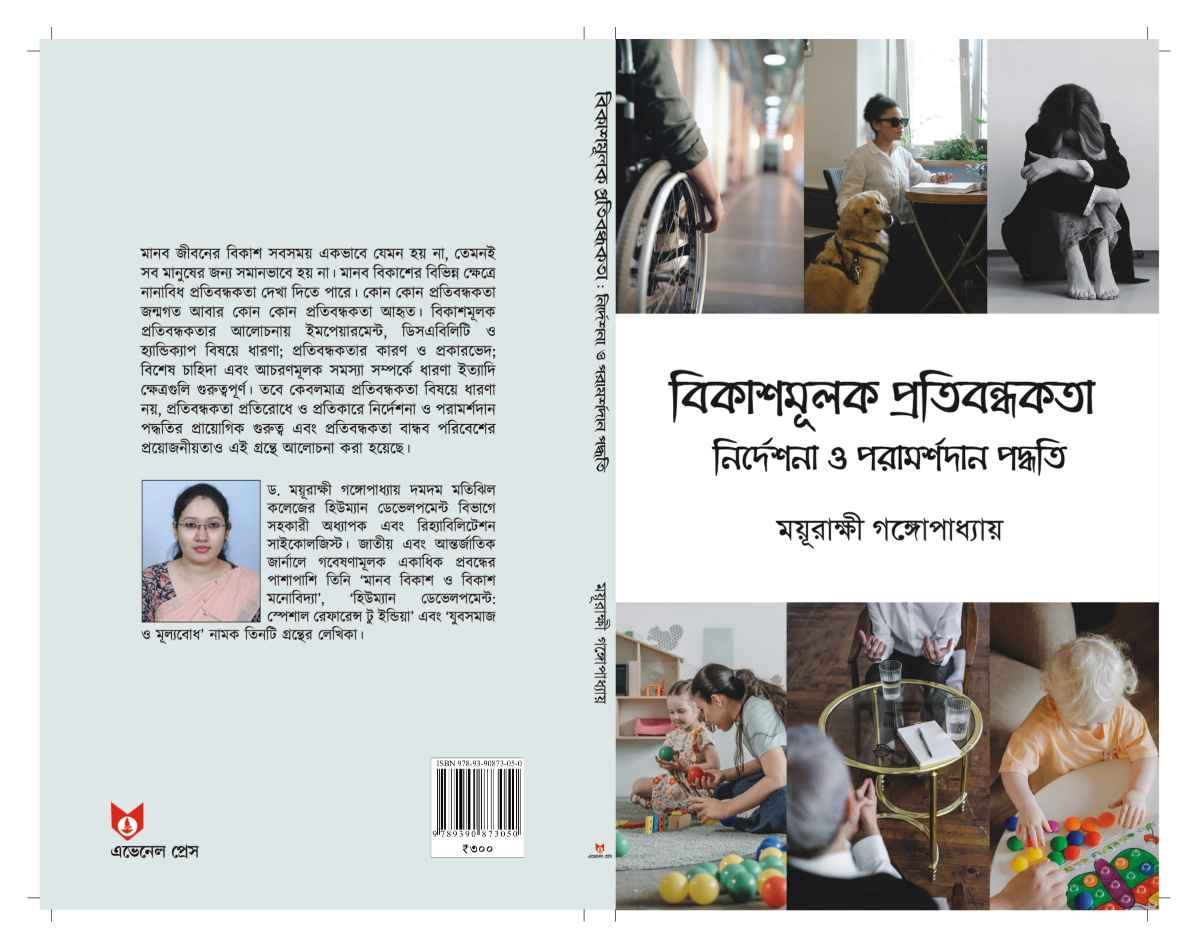 মানব জীবনের বিকাশ সবসময় একভাবে যেমন হয় না, তেমনই
সব মানুষের জন্য সমানভাবে হয় না। মানব বিকাশের বিভিন্ন ক্ষেত্রে
নানাবিধ প্রতিবন্ধকতা দেখা দিতে পারে। কোন কোন প্রতিবন্ধকতা
জন্মগত আবার কোন কোন প্রতিবন্ধকতা আহৃত। বিকাশমূলক
প্রতিবন্ধকতার আলোচনায় ইমপেয়ারমেন্ট, ডিসএবিলিটি ও
হ্যান্ডিক্যাপ বিষয়ে ধারণা; প্রতিবন্ধকতার কারণ ও প্রকারভেদ;
বিশেষ চাহিদা এবং আচরণমূলক সমস্যা সম্পর্কে ধারণা ইত্যাদি
ক্ষেত্রগুলি গুরুত্বপূর্ণ। তবে কেবলমাত্র প্রতিবন্ধকতা বিষয়ে ধারণা
নয়, প্রতিবন্ধকতা প্রতিরোধে ও প্রতিকারে নির্দেশনা ও পরামর্শদান
পদ্ধতির প্রায়োগিক গুরুত্ব এবং প্রতিবন্ধকতা বান্ধব পরিবেশের
প্রয়োজনীয়তাও এই গ্রন্থে আলোচনা করা হয়েছে।
ড. ময়ূরাক্ষী গঙ্গোপাধ্যায় দমদম মতিঝিল
কলেজের হিউম্যান ডেভেলপমেন্ট বিভাগে
সহকারী অধ্যাপক এবং রিহ্যাবিলিটেশন
সাইকোলজিস্ট। জাতীয় এবং আন্তর্জাতিক
জার্নালে গবেষণামূলক একাধিক প্রবন্ধের
পাশাপাশি তিনি ‘মানব বিকাশ ও বিকাশ
মনোবিদ্যা’, ‘হিউম্যান ডেভেলপমেন্ট:
স্পেশাল রেফারেন্স টু ইন্ডিয়া’ এবং ‘যুবসমাজ
ও মূল্যবোধ’ নামক তিনটি গ্রন্থের লেখিকা।
এভেনেল প্রেস
ISBN 978-93-90873-05-0
9 789390 873050
₹৩০০
বিকাশমূলক প্রতিবন্ধকতা : নির্দেশনা ও পরামর্শদান পদ্ধতি
ময়ূরাক্ষী গঙ্গোপাধ্যায়
এভেনেল প্রেস
বিকাশমূলক প্রতিবন্ধকতা
নির্দেশনা ও পরামর্শদান পদ্ধতি
ময়ূরাক্ষী গঙ্গোপাধ্যায়